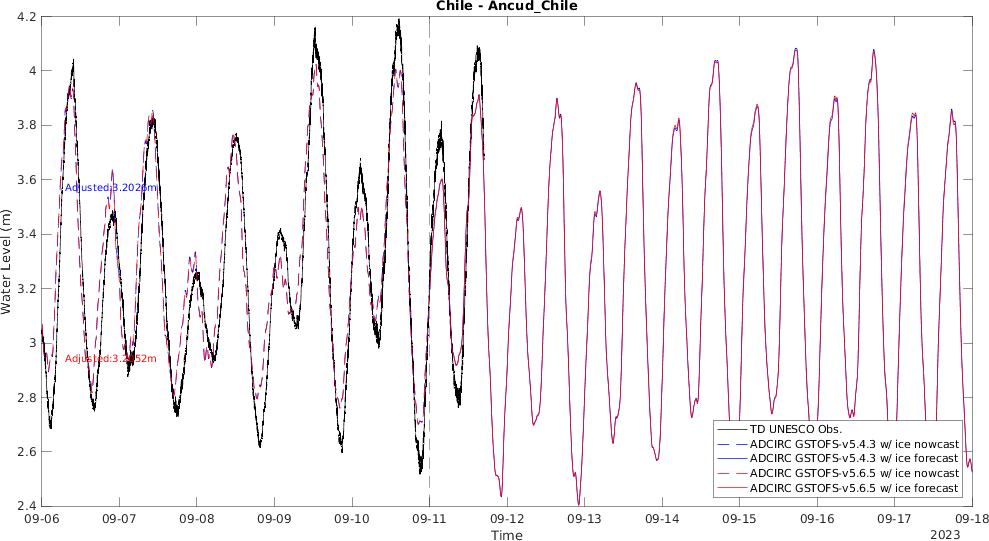 Chile - Ancud_Chile
4.2
4
3.8
3.6
3.4
3.2
3
2.8
2.6
2.4
Water Level (m)
Adjusted:3.2026m
TD UNESCO Obs.
ADCIRC GSTOFS-v5.4.3 w/ ice nowcast
ADCIRC GSTOFS-v5.4.3 w/ ice forecast
ADCIRC GSTOFS-v5.6.5 w/ ice nowcast
ADCIRC GSTOFS-v5.6.5 w/ ice forecast
09-06 09-07 09-08 09-09 09-10 09-11 09-12 09-13 09-14 09-15 09-16 09-17 09-18
Time
2023